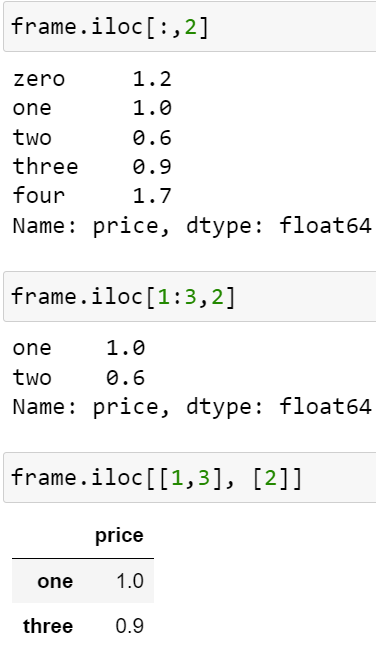 frame.iloc[:,2]
zero     1.2
one      1.0
two      0.6
three    0.9
four     1.7
Name: price, dtype: float64
frame.iloc[1:3,2]
one    1.0
two    0.6
Name: price, dtype: float64
frame.iloc[[1,3], [2]]
price
one 1.0
three 0.9